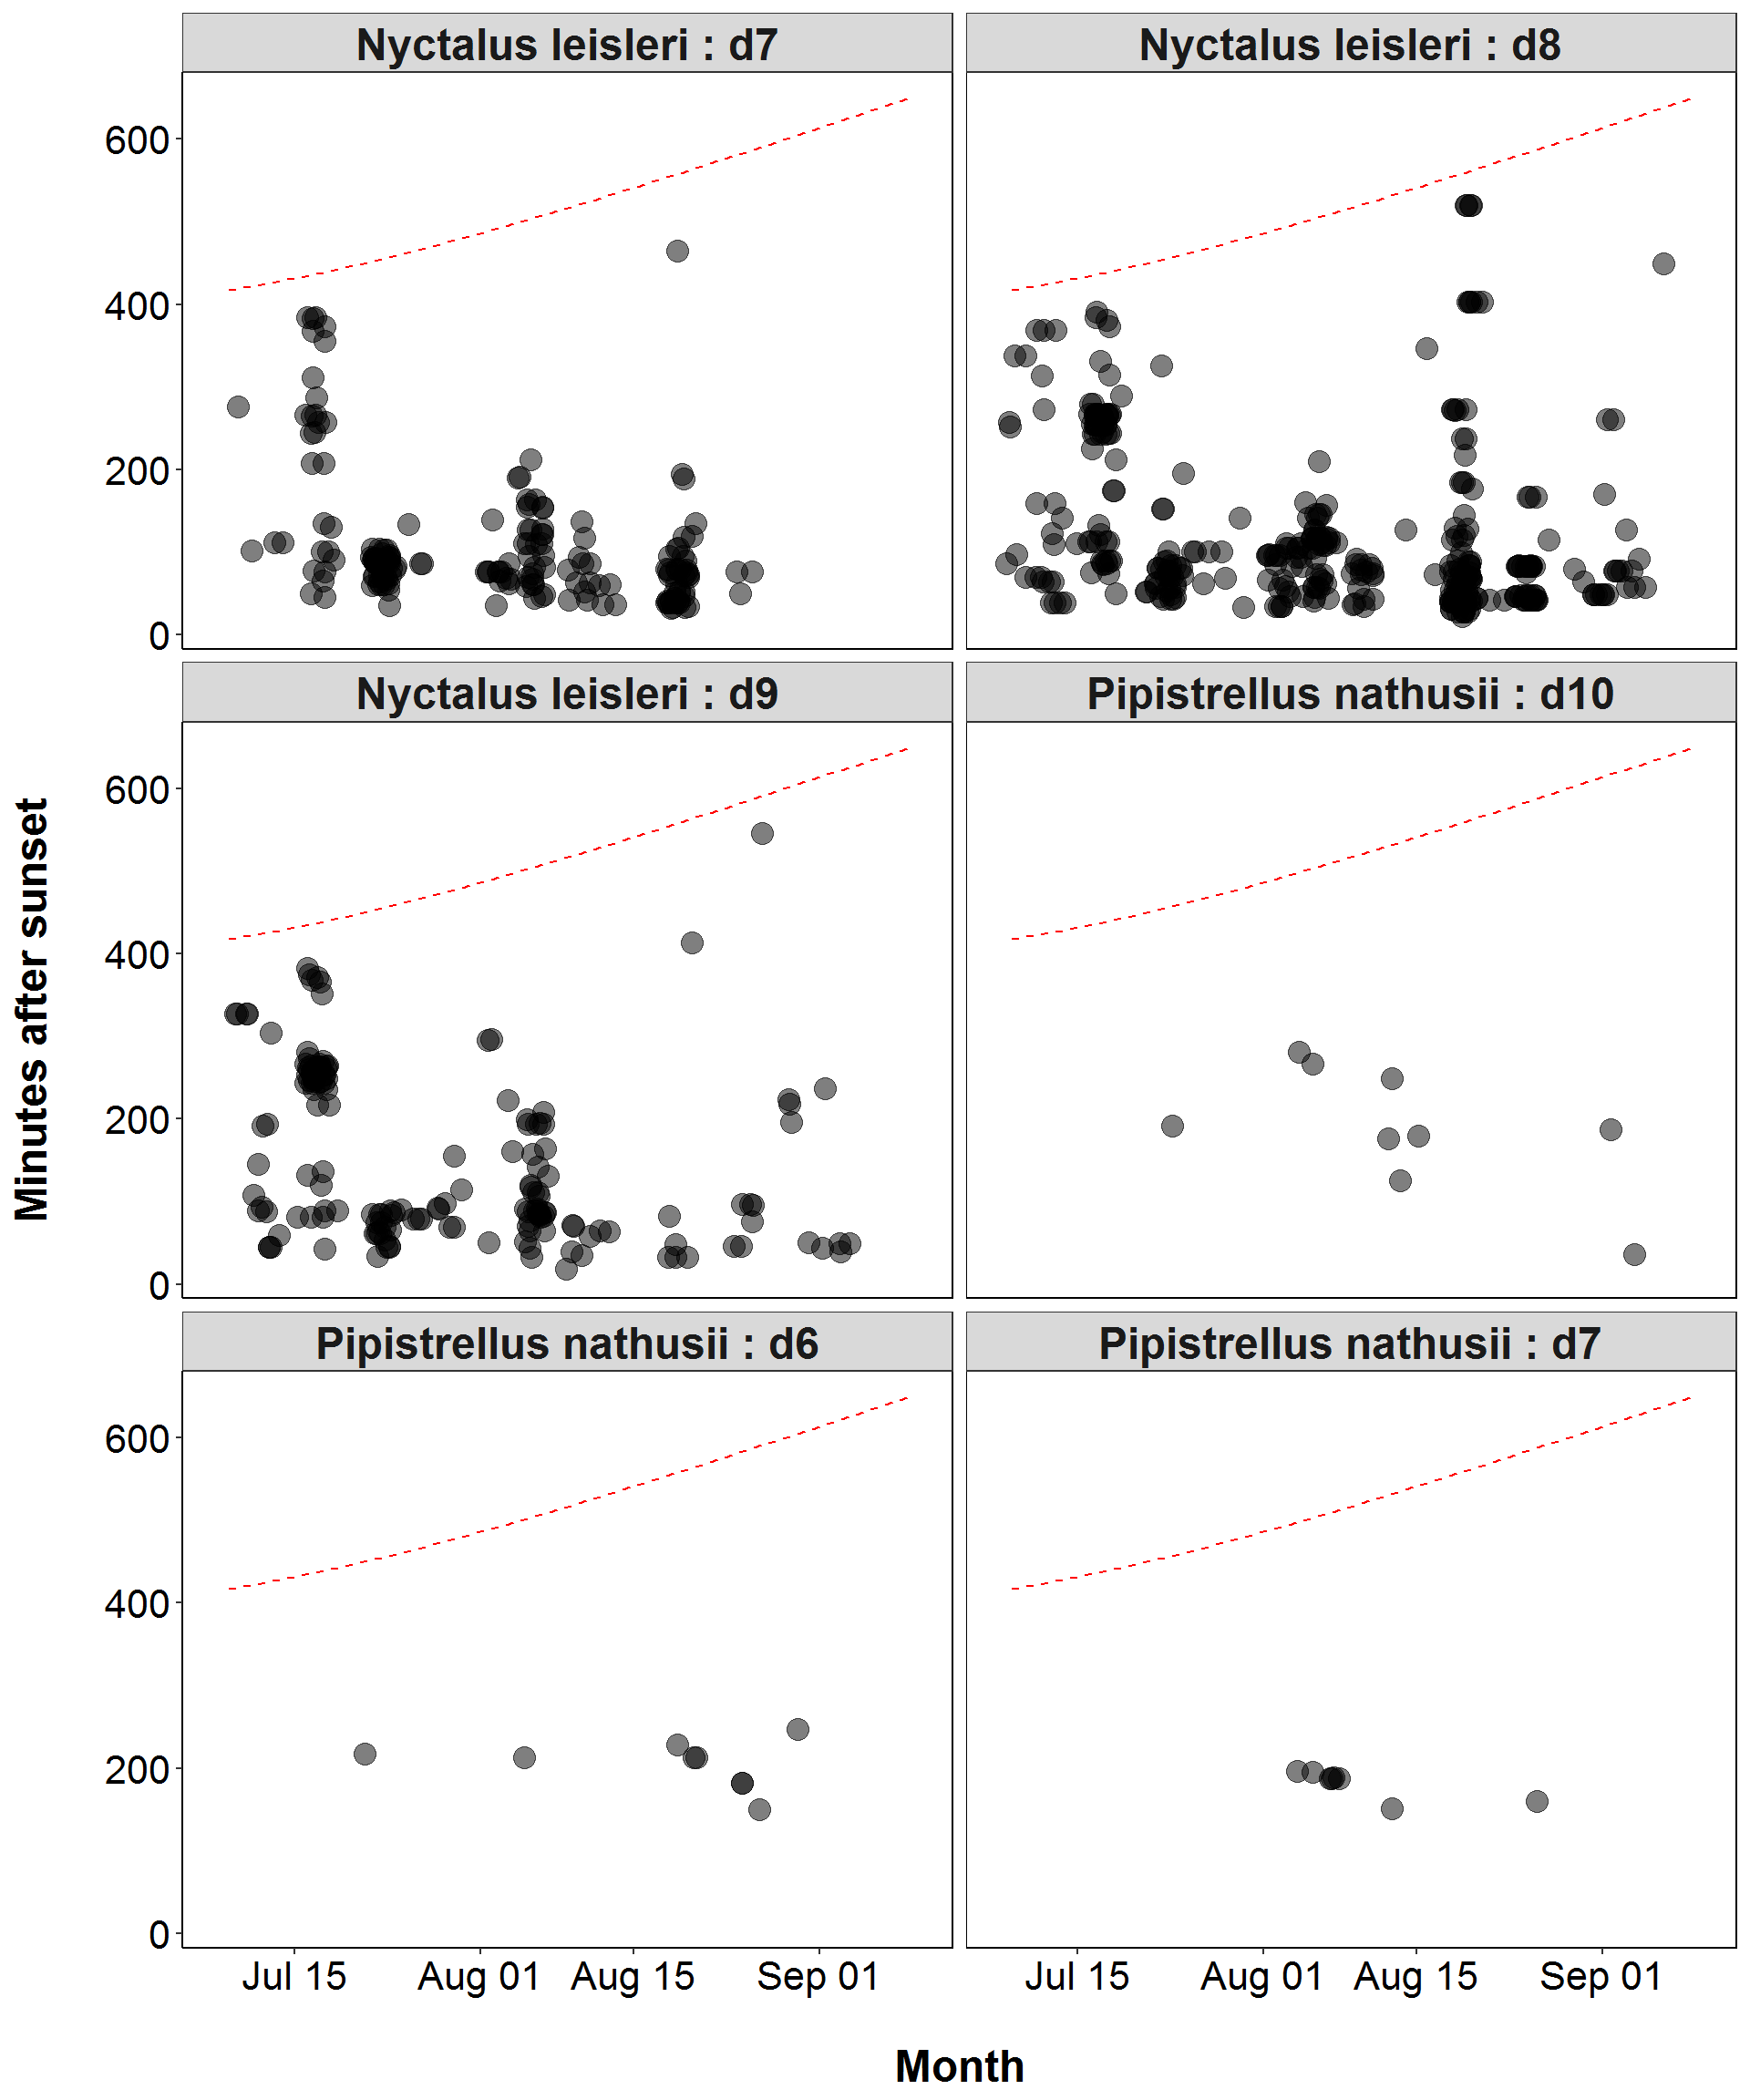 Nyctalus leisleri : d7
Nyctalus leisleri : d8
600
400
200
0
Nyctalus leisleri : d9
Pipistrellus nathusii : d10
600
400
200
0
Minutes after sunset
Pipistrellus nathusii : d6
Pipistrellus nathusii : d7
600
400
200
0
Jul 15 Aug 01 Aug 15 Sep 01
Jul 15 Aug 01 Aug 15 Sep 01
Month